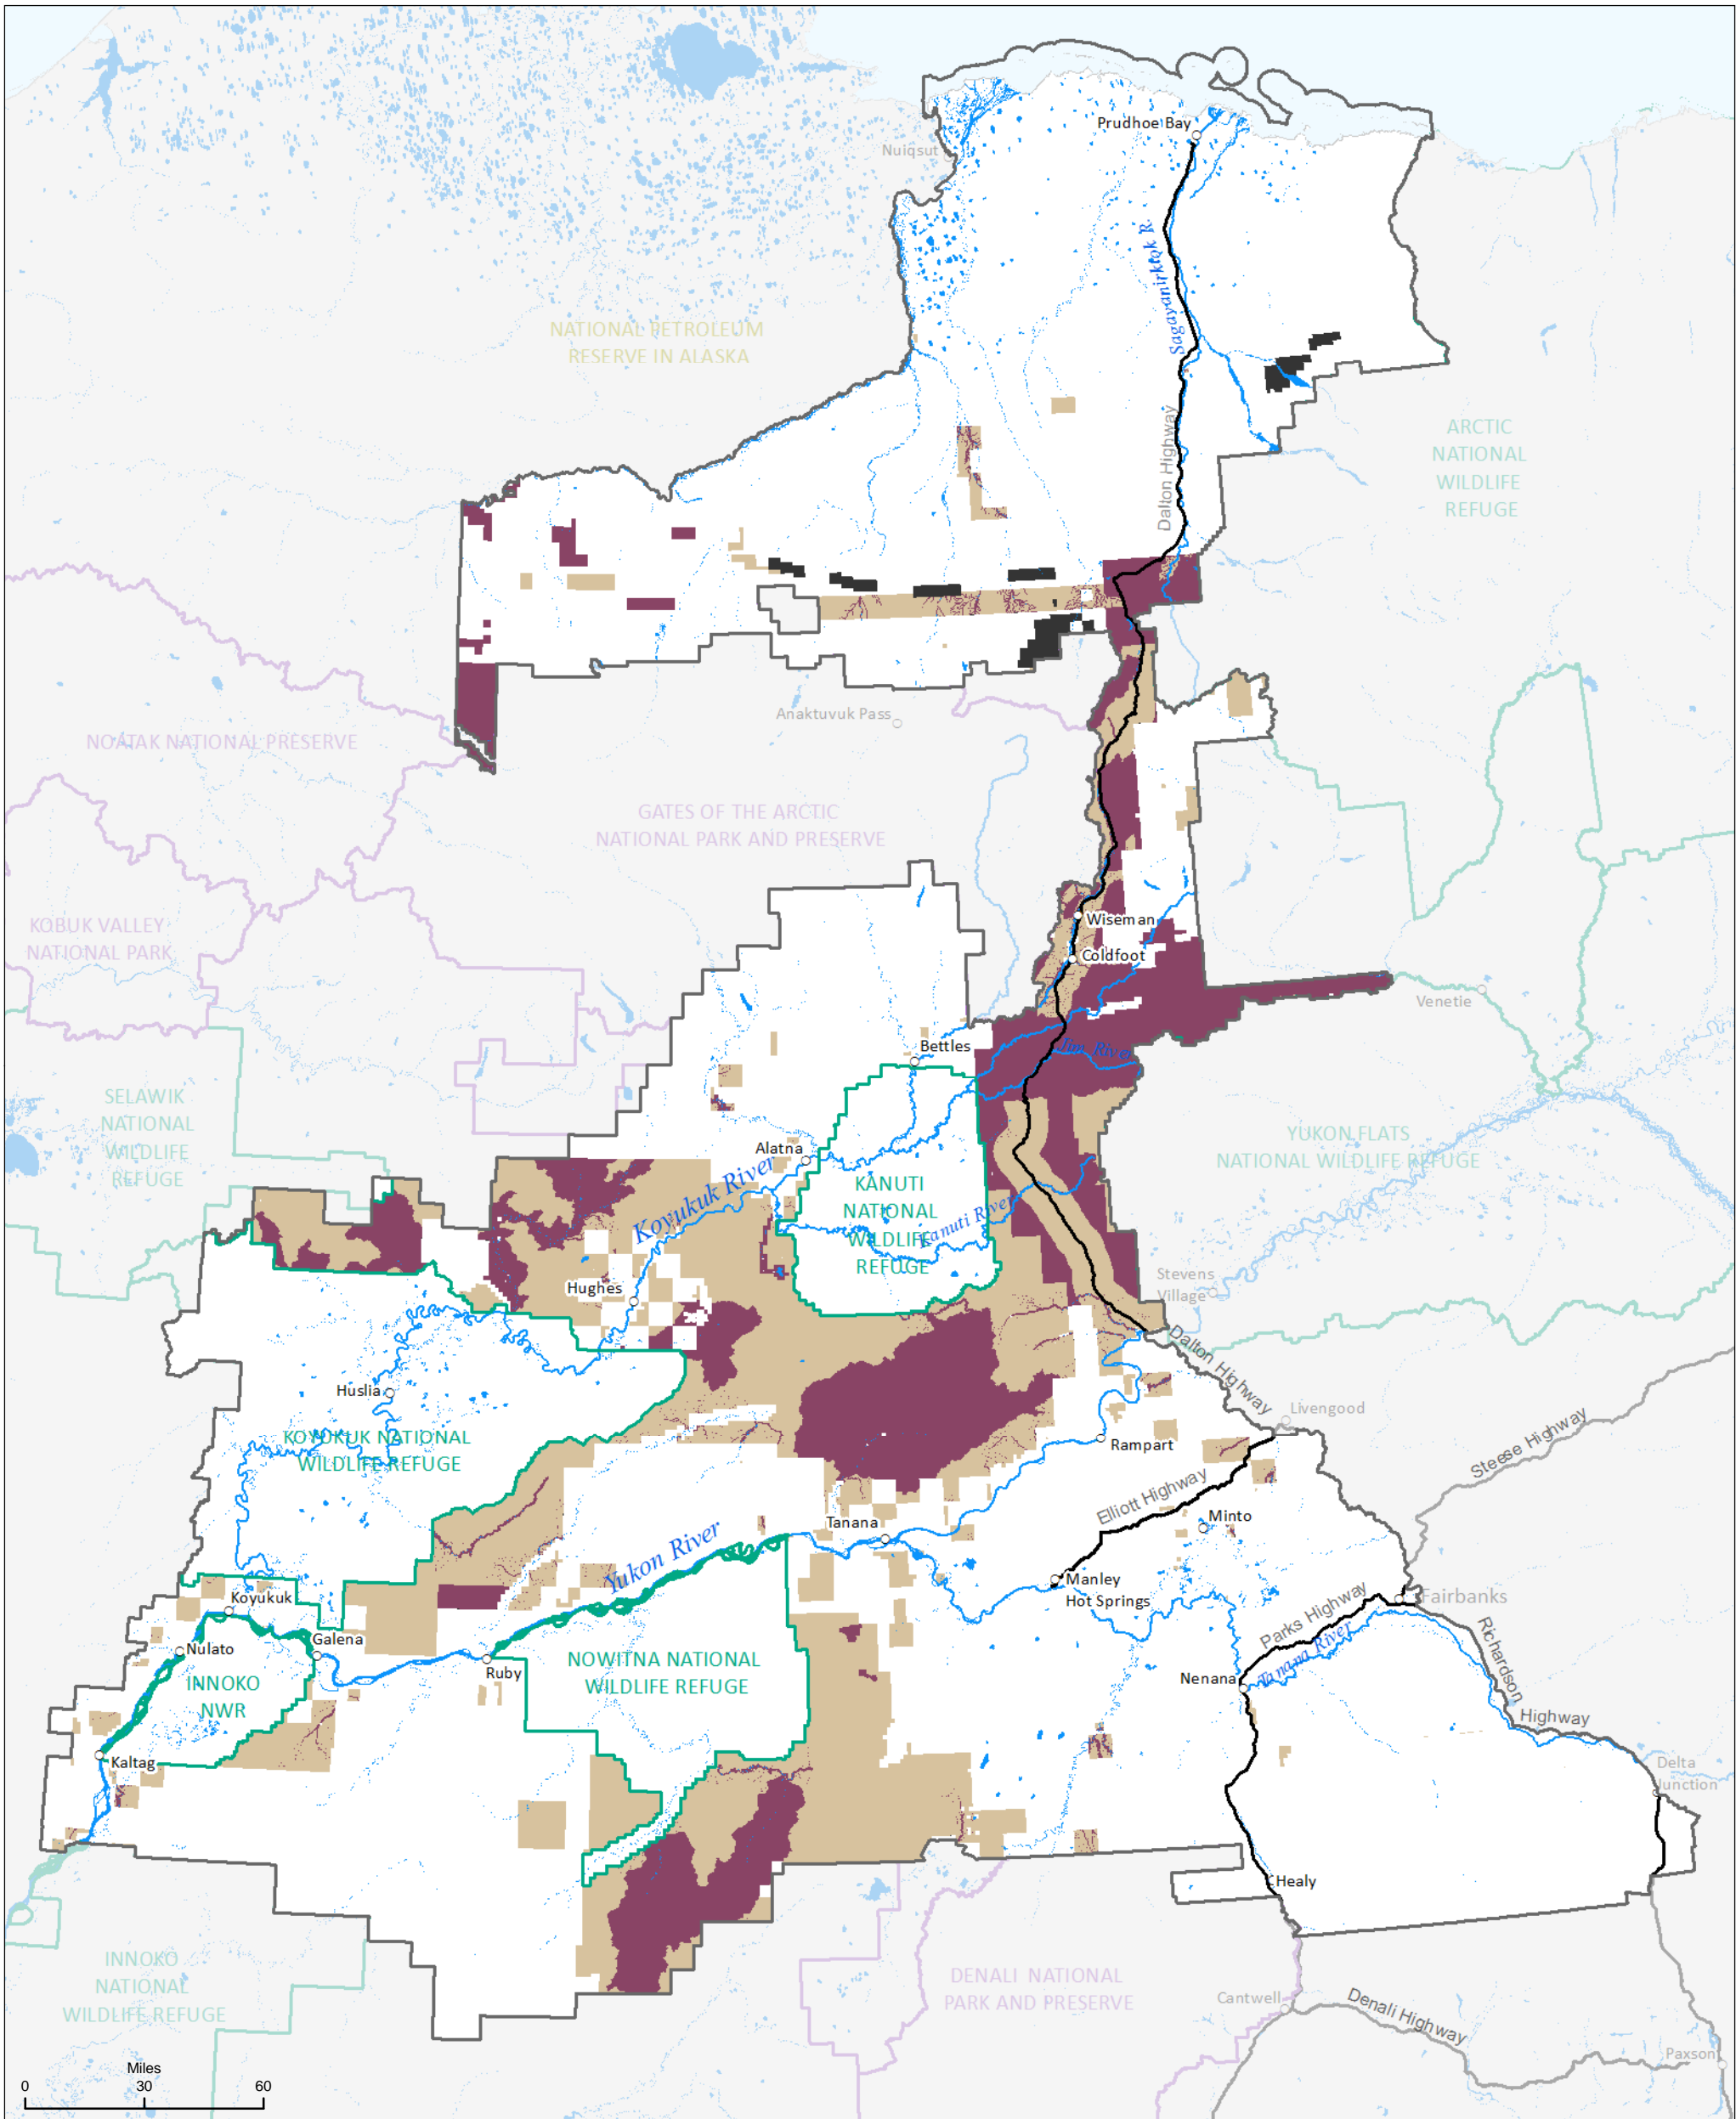 Prudhoe Bay
Nuiqsut
Sagavanirktok R.
NATIONAL PETROLEUM
RESERVE IN ALASKA
Dalton Highway
ARCTIC
NATIONAL
WILDLIFE
REFUGE
Anaktuvuk Pass
NOATAK NATIONAL PRESERVE
GATES OF THE ARCTIC
NATIONAL PARK AND PRESERVE
KOBUK VALLEY
NATIONAL PARK
Wiseman
Coldfoot
Venetie
Bettles
Jim River
SELAWIK
NATIONAL
WILDLIFE
REFUGE
YUKON FLATS
NATIONAL WILDLIFE REFUGE
Alatna
Koyukuk River
KANUTI
NATIONAL
WILDLIFE
REFUGE
Kanuti River
Hughes
Stevens
Village
Dalton Highway
Huslia
Livengood
KOYUKUK NATIONAL
WILDLIFE REFUGE
Rampart
Steese Highway
Elliott Highway
Tanana
Minto
Yukon River
Manley
Hot Springs
Koyukuk
Parks Highway
Fairbanks
Nulato
Galena
Ruby
NOWITNA NATIONAL
WILDLIFE REFUGE
INNOKO
NWR
Nenana
Tanana River
Richardson
Highway
Kaltag
Delta
Junction
Healy
INNOKO
NATIONAL
WILDLIFE REFUGE
DENALI NATIONAL
PARK AND PRESERVE
Cantwell
Denali Highway
Paxson
Miles
0 30 60